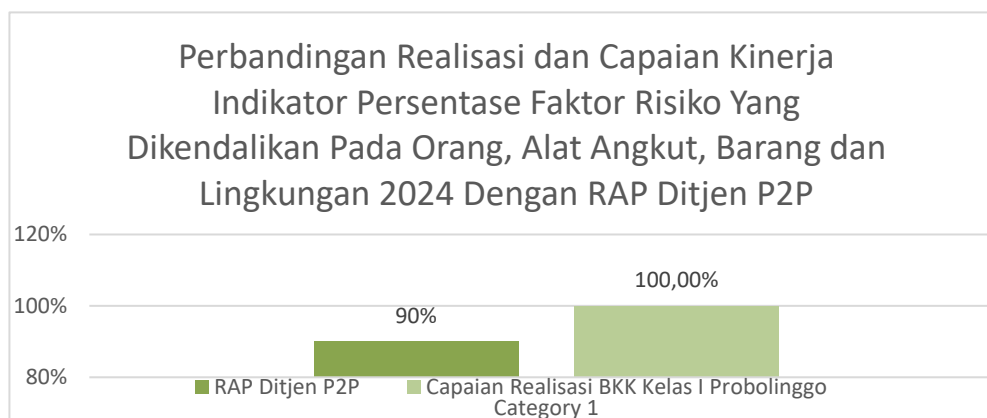 Perbandingan Realisasi dan Capaian Kinerja
Indikator Persentase Faktor Risiko Yang
Dikendalikan Pada Orang, Alat Angkut, Barang dan
Lingkungan 2024 Dengan RAP Ditjen P2P
120%
100,00%
100%
90%
80%
RAP Ditjen P2P
Capaian Realisasi BKK Kelas I Probolinggo
Category 1